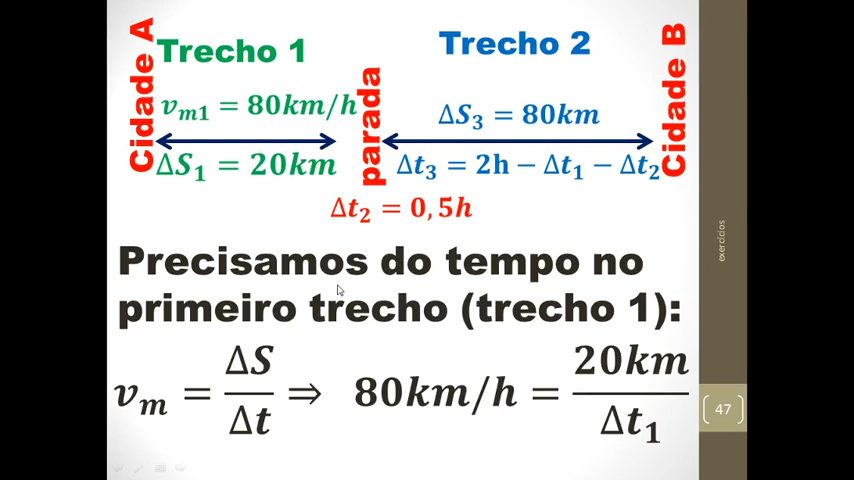 Cidade A
Trecho 1
v_{m1} = 80km/h
ΔS_1 = 20km
parada
Δt_2 = 0,5h
Trecho 2
ΔS_3 = 80km
Δt_3 = 2h − Δt_1 − Δt_2
Cidade B
Precisamos do tempo no
primeiro trecho (trecho 1):
v_m = ΔS/Δt ⇒ 80km/h = 20km/Δt_1
exercícios
47